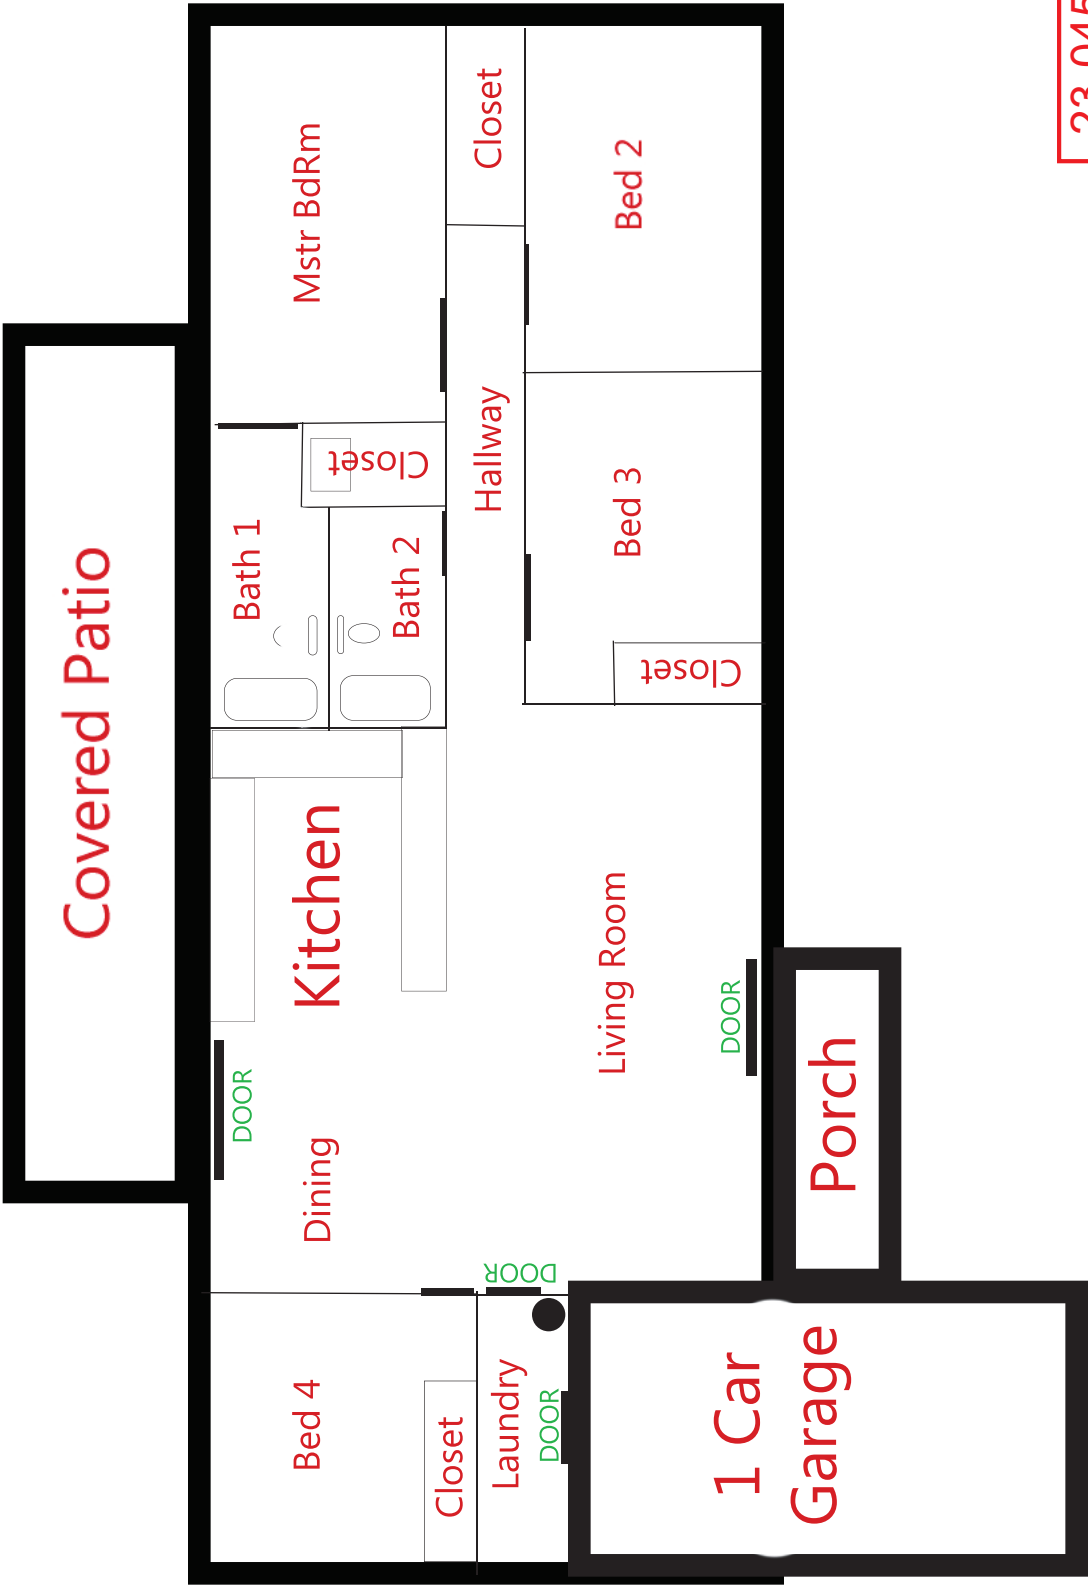 Covered Patio
Mstr BdRm
Closet
Bed 2
Closet
Hallway
Bath 1
Bath 2
Bed 3
Closet
Kitchen
Living Room
DOOR
DOOR
Dining
DOOR
Porch
Bed 4
Closet
Laundry
DOOR
1 Car
Garage